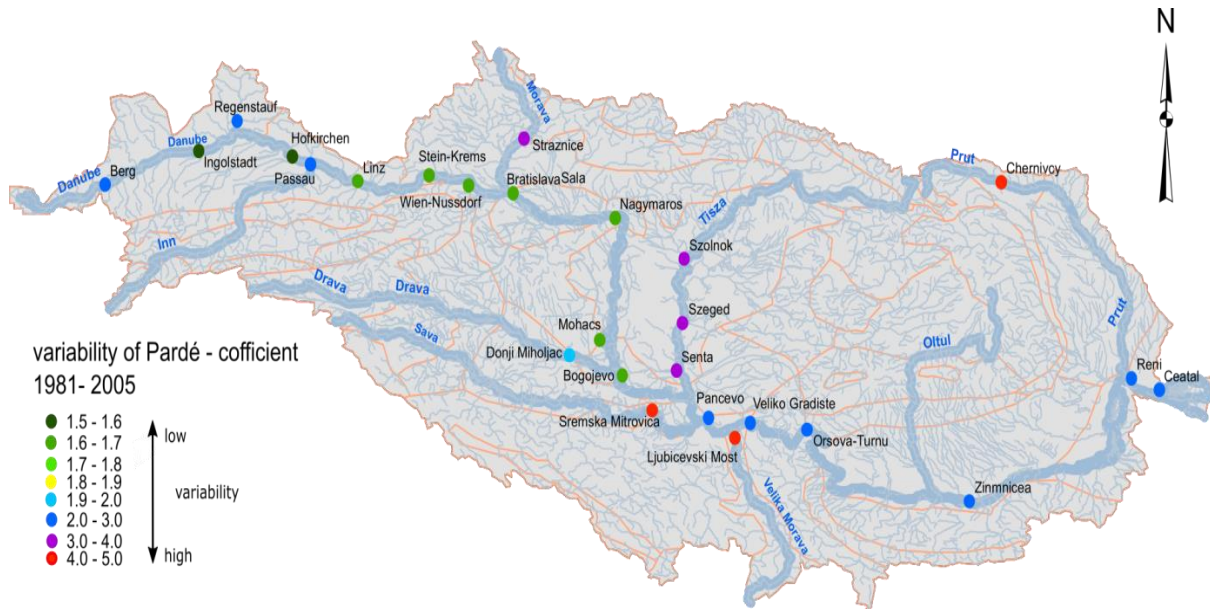 N
Morava
Regenstauf
Danube
Hofkirchen
Straznice
Ingolstadt
Stein-Krems
Prut
Chernivcy
Danube
Berg
Passau
Linz
Bratislava
Sala
Wien-Nussdorf
Nagymaros
Tisza
Inn
Szolnok
Drava
Drava
Prut
Szeged
Sava
Mohacs
Oltul
variability of Pardé - cofficient
1981- 2005
Donji Miholjac
Senta
Reni
Bogojevo
Ceatal
Pancevo
Veliko Gradiste
Sremska Mitrovica
Orsova-Turnu
Ljubicevski Most
Velika Morava
Zinmnicea
1.5 - 1.6
1.6 - 1.7
1.7 - 1.8
1.8 - 1.9
1.9 - 2.0
2.0 - 3.0
3.0 - 4.0
4.0 - 5.0
low
variability
high